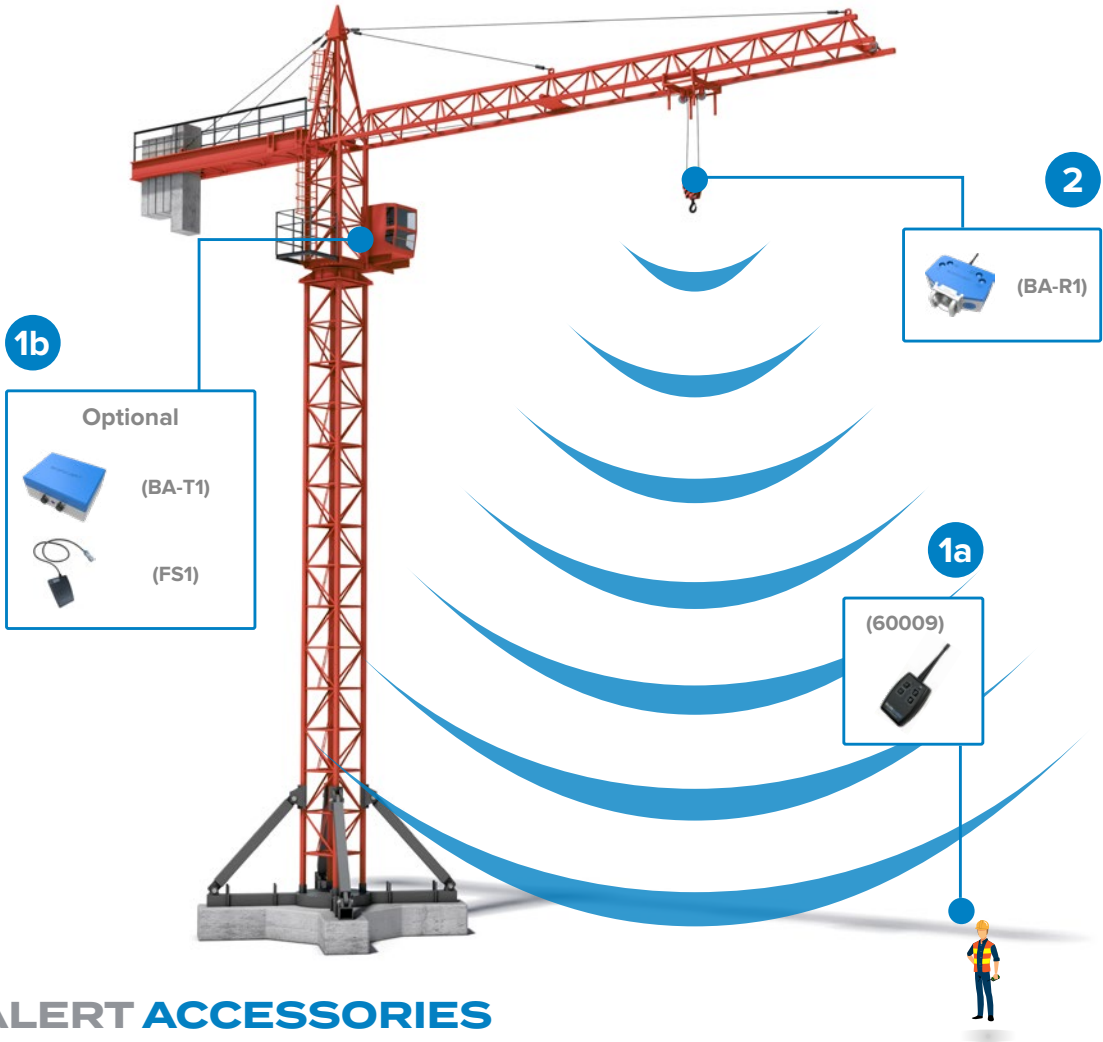 2
(BA-R1)
1b
Optional
(BA-T1)
(FS1)
1a
(60009)
ALERT ACCESSORIES